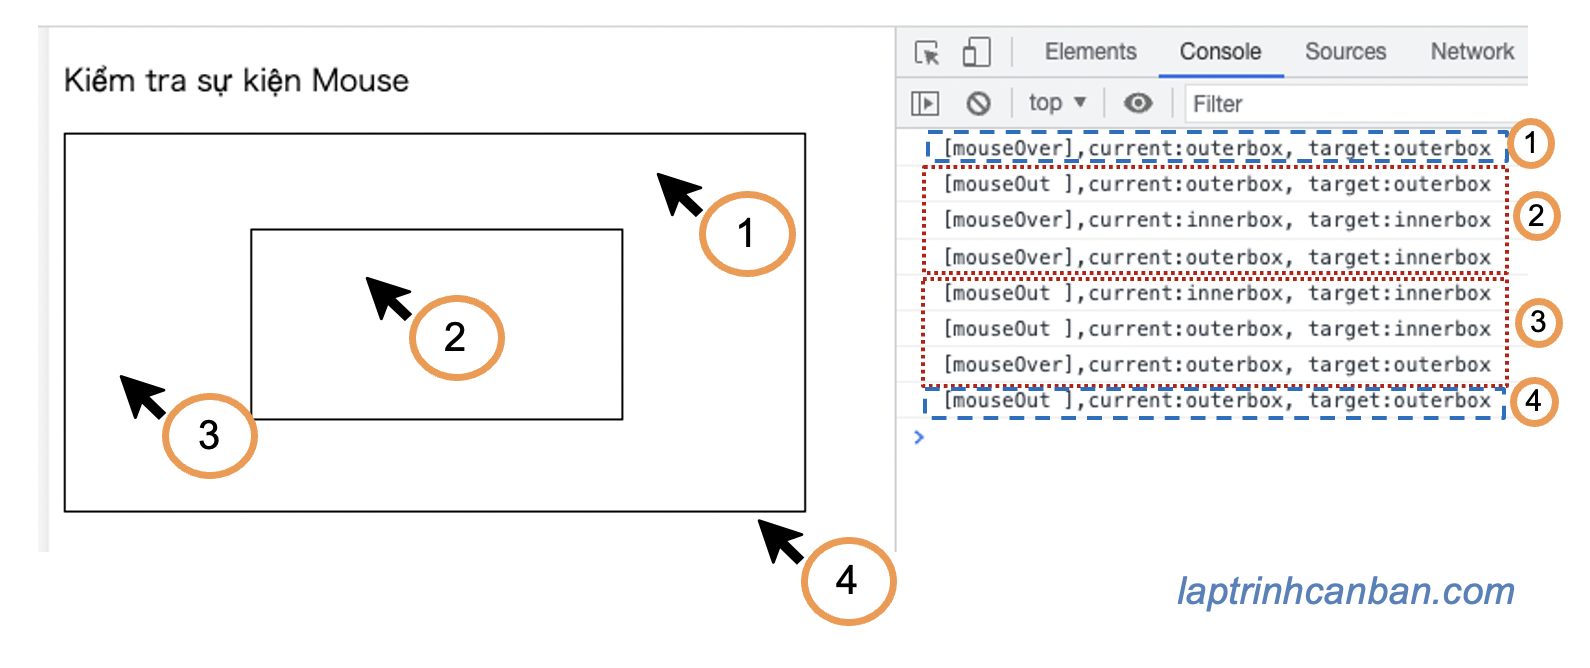 Kiểm tra sự kiện Mouse
1
2
3
4
Elements Console Sources Network
top ▼ Filter
[mouseOver],current:outerbox, target:outerbox 1
[mouseOut ],current:outerbox, target:outerbox
[mouseOver],current:innerbox, target:innerbox 2
[mouseOver],current:outerbox, target:innerbox
[mouseOut ],current:innerbox, target:innerbox
[mouseOut ],current:outerbox, target:innerbox 3
[mouseOver],current:outerbox, target:outerbox
[mouseOut ],current:outerbox, target:outerbox 4
>
laptrinhcanban.com